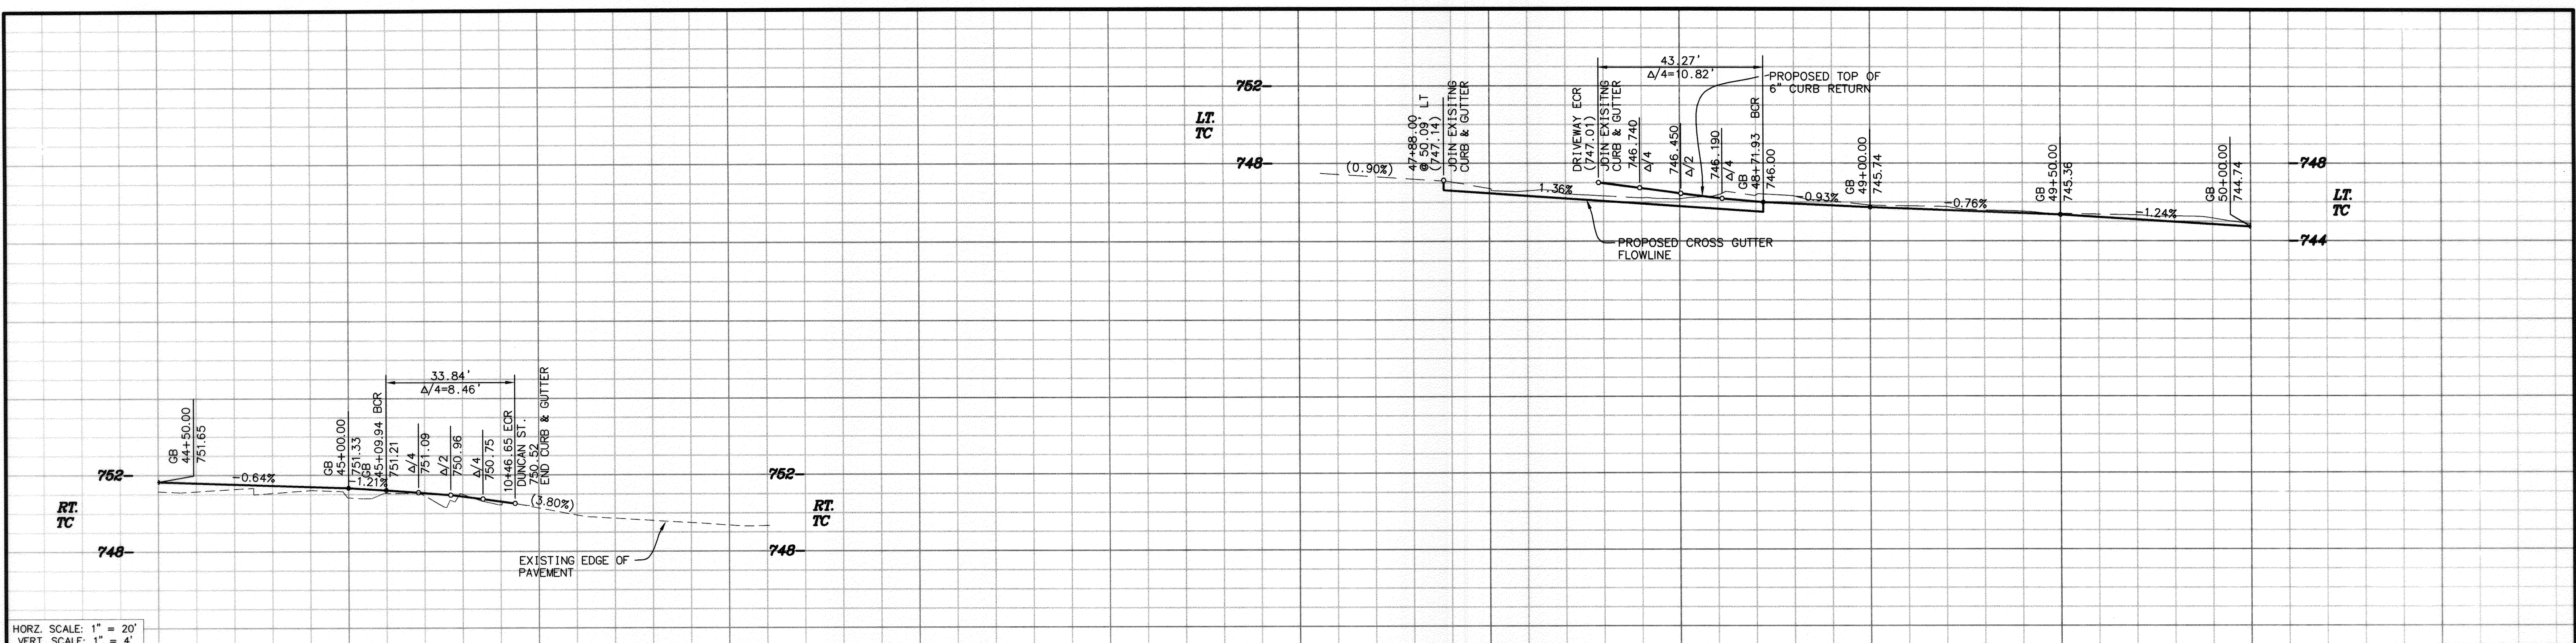 43.27'
Δ/4=10.82'
PROPOSED TOP OF
6" CURB RETURN
752
LT.
TC
47+88.00
@ 50.09' LT
(747.14)
JOIN EXISITNG
CURB & GUTTER
DRIVEWAY ECR
(747.01)
JOIN EXISITNG
CURB & GUTTER
746.740
Δ/4
746.450
Δ/2
746.190
Δ/4
GB
48+71.93 BCR
746.00
GB
49+00.00
745.74
GB
49+50.00
745.36
GB
50+00.00
744.74
748
(0.90%)
1.36%
-0.93%
-0.76%
-1.24%
748
LT.
TC
744
PROPOSED CROSS GUTTER
FLOWLINE
33.84'
Δ/4=8.46'
GB
44+50.00
751.65
GB
45+00.00
751.33
GB
45+09.94 BCR
751.21
Δ/4
751.09
Δ/2
750.96
Δ/4
750.75
10+46.65 ECR
DUNCAN ST.
750.52
END CURB & GUTTER
752
-0.64%
-1.21%
(3.80%)
752
RT.
TC
RT.
TC
748
748
EXISTING EDGE OF
PAVEMENT
HORZ. SCALE: 1" = 20'
VERT. SCALE: 1" = 4'